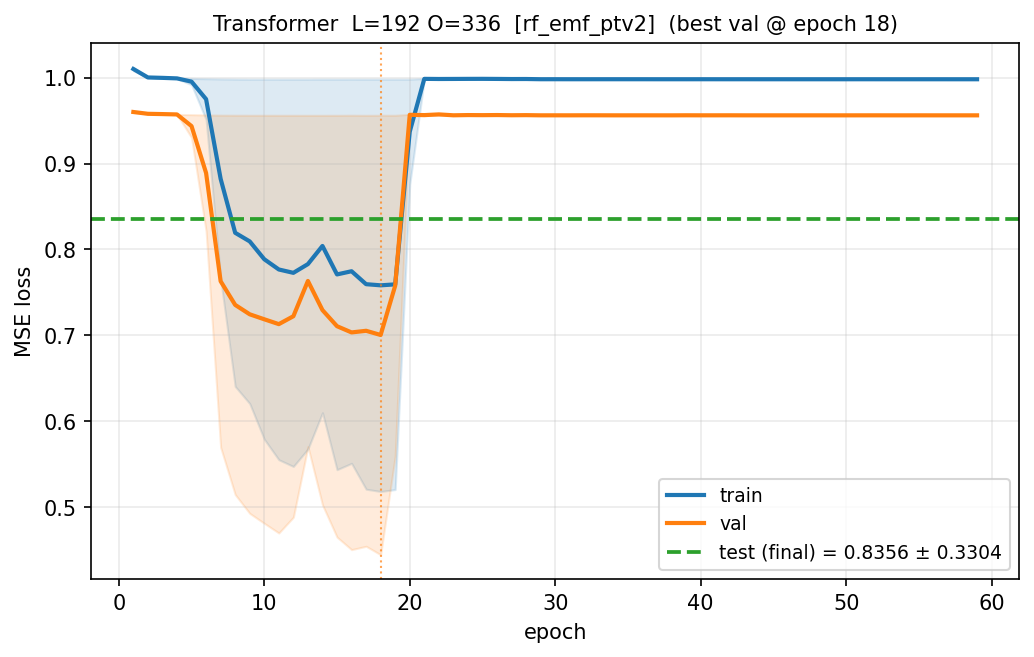 Transformer  L=192 O=336  [rf_emf_ptv2]  (best val @ epoch 18)
MSE loss
1.0
0.9
0.8
0.7
0.6
0.5
0 10 20 30 40 50 60
epoch
train
val
test (final) = 0.8356 ± 0.3304